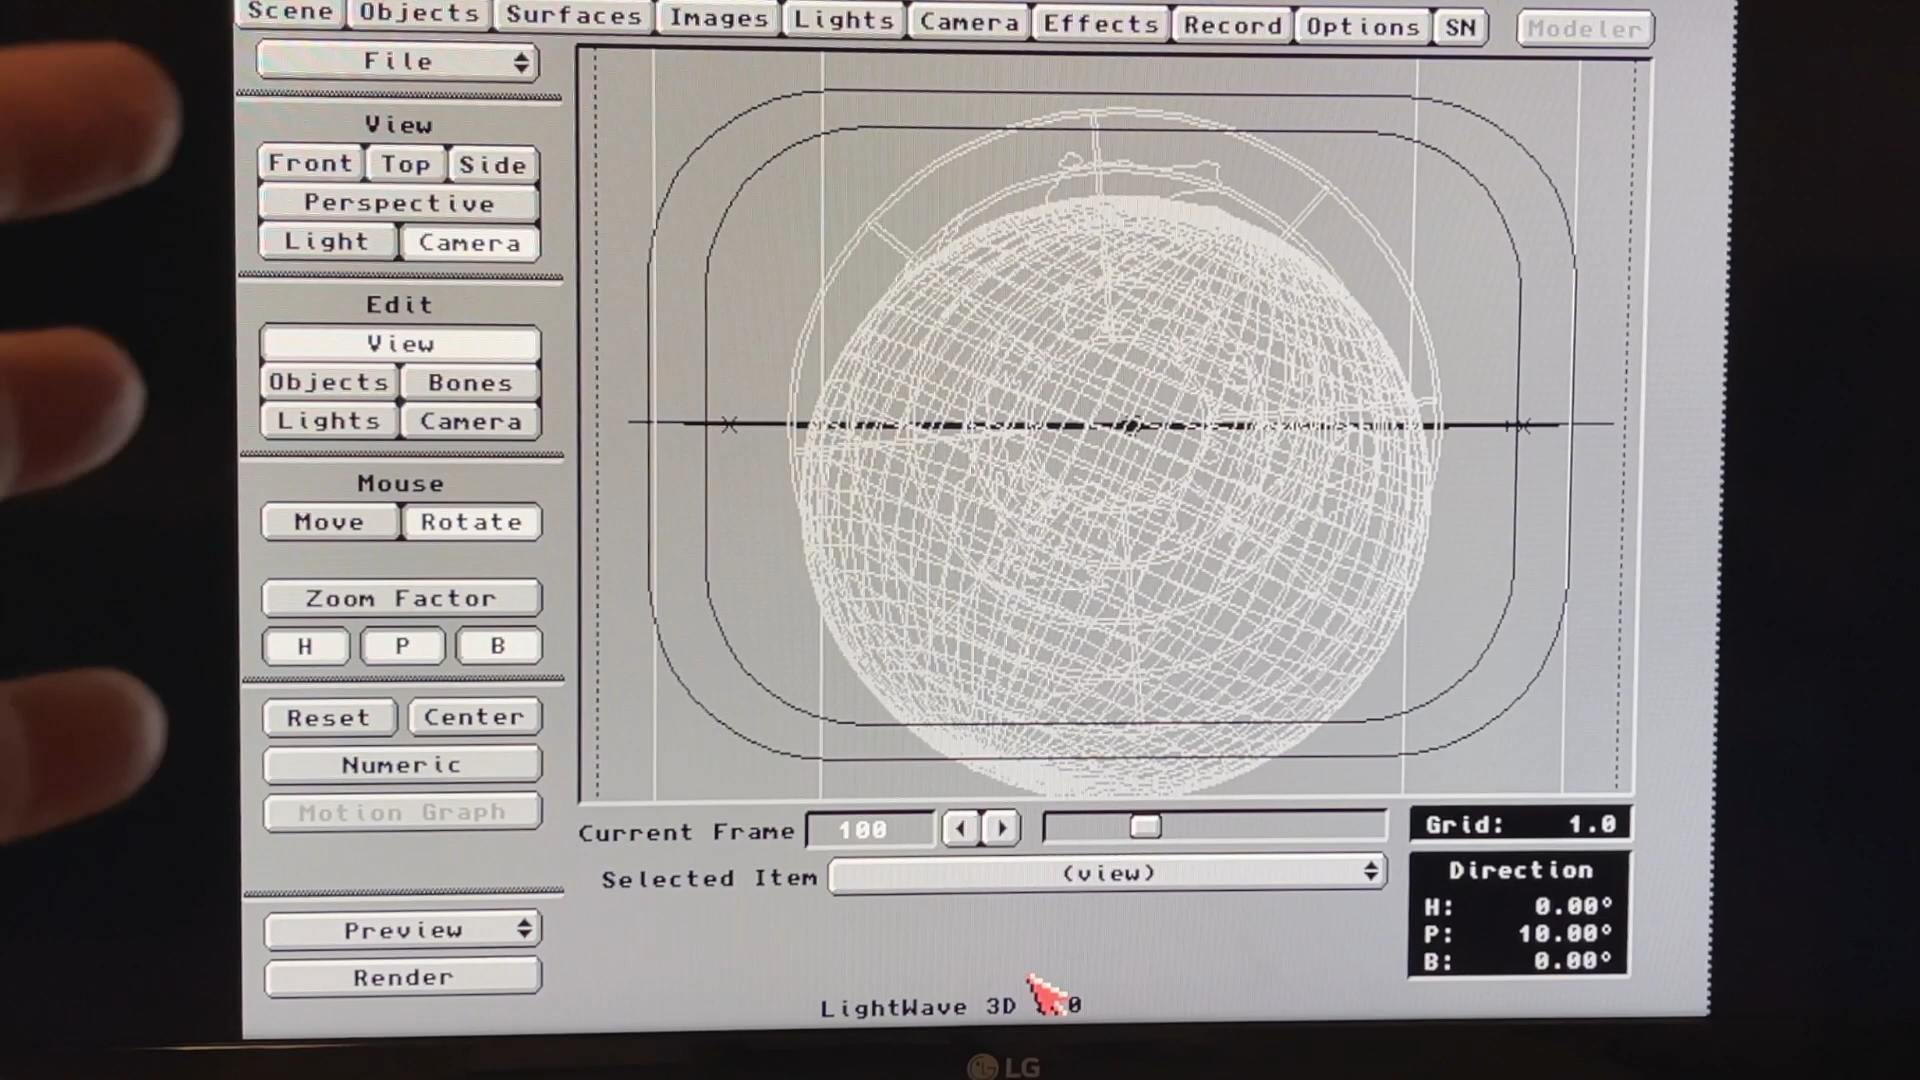 Scene Objects Surfaces Images Lights Camera Effects Record Options SN Modeler
File
View
Front Top Side
Perspective
Light Camera
Edit
View
Objects Bones
Lights Camera
Mouse
Move Rotate
Zoom Factor
H P B
Reset Center
Numeric
Motion Graph
Preview
Render
Current Frame 100
Selected Item (view)
Grid: 1.0
Direction
H: 0.00°
P: 10.00°
B: 0.00°
LightWave 3D
LG